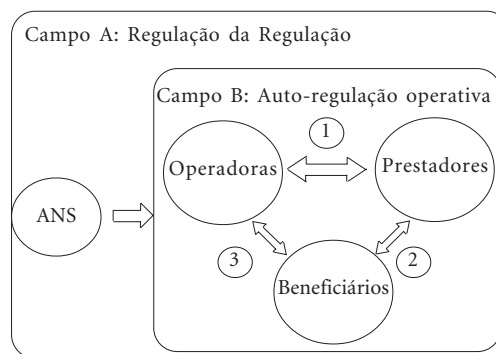 Campo A: Regulação da Regulação
Campo B: Auto-regulação operativa
1
Operadoras
Prestadores
ANS
3
2
Beneficiários